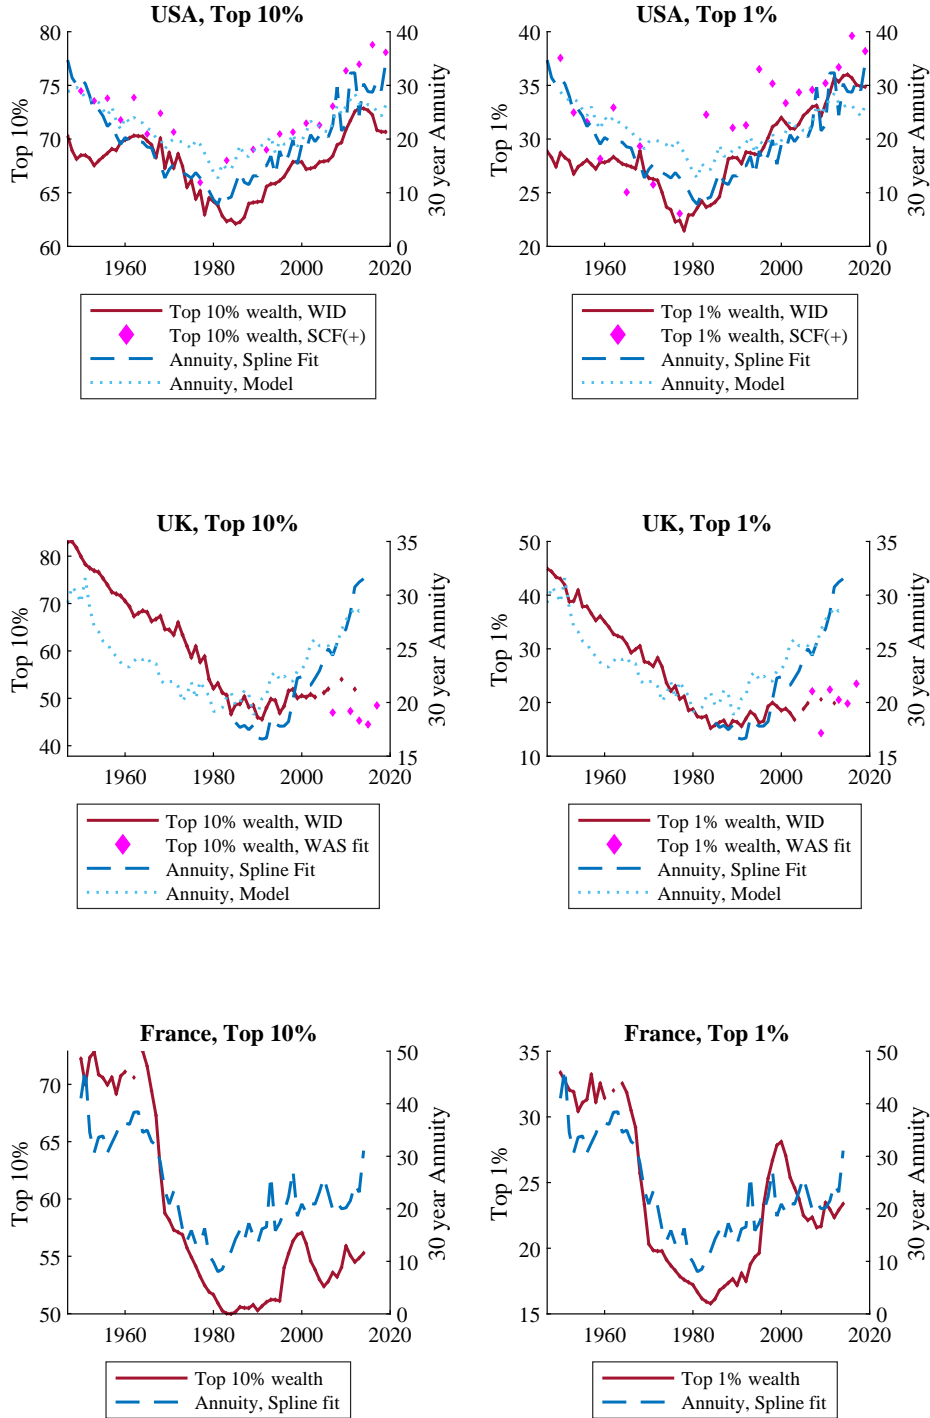 USA, Top 10%
80
75
70
65
60
Top 10%
40
30
20
10
0
30 year Annuity
1960
1980
2000
2020
Top 10% wealth, WID
Top 10% wealth, SCF(+)
Annuity, Spline Fit
Annuity, Model
USA, Top 1%
40
35
30
25
20
Top 1%
40
30
20
10
0
30 year Annuity
1960
1980
2000
2020
Top 1% wealth, WID
Top 1% wealth, SCF(+)
Annuity, Spline Fit
Annuity, Model
UK, Top 10%
80
70
60
50
40
Top 10%
35
30
25
20
15
30 year Annuity
1960
1980
2000
2020
Top 10% wealth, WID
Top 10% wealth, WAS fit
Annuity, Spline Fit
Annuity, Model
UK, Top 1%
50
40
30
20
10
Top 1%
35
30
25
20
15
30 year Annuity
1960
1980
2000
2020
Top 1% wealth, WID
Top 1% wealth, WAS fit
Annuity, Spline Fit
Annuity, Model
France, Top 10%
70
65
60
55
50
Top 10%
50
40
30
20
10
0
30 year Annuity
1960
1980
2000
2020
Top 10% wealth
Annuity, Spline fit
France, Top 1%
35
30
25
20
15
Top 1%
50
40
30
20
10
0
30 year Annuity
1960
1980
2000
2020
Top 1% wealth
Annuity, Spline fit